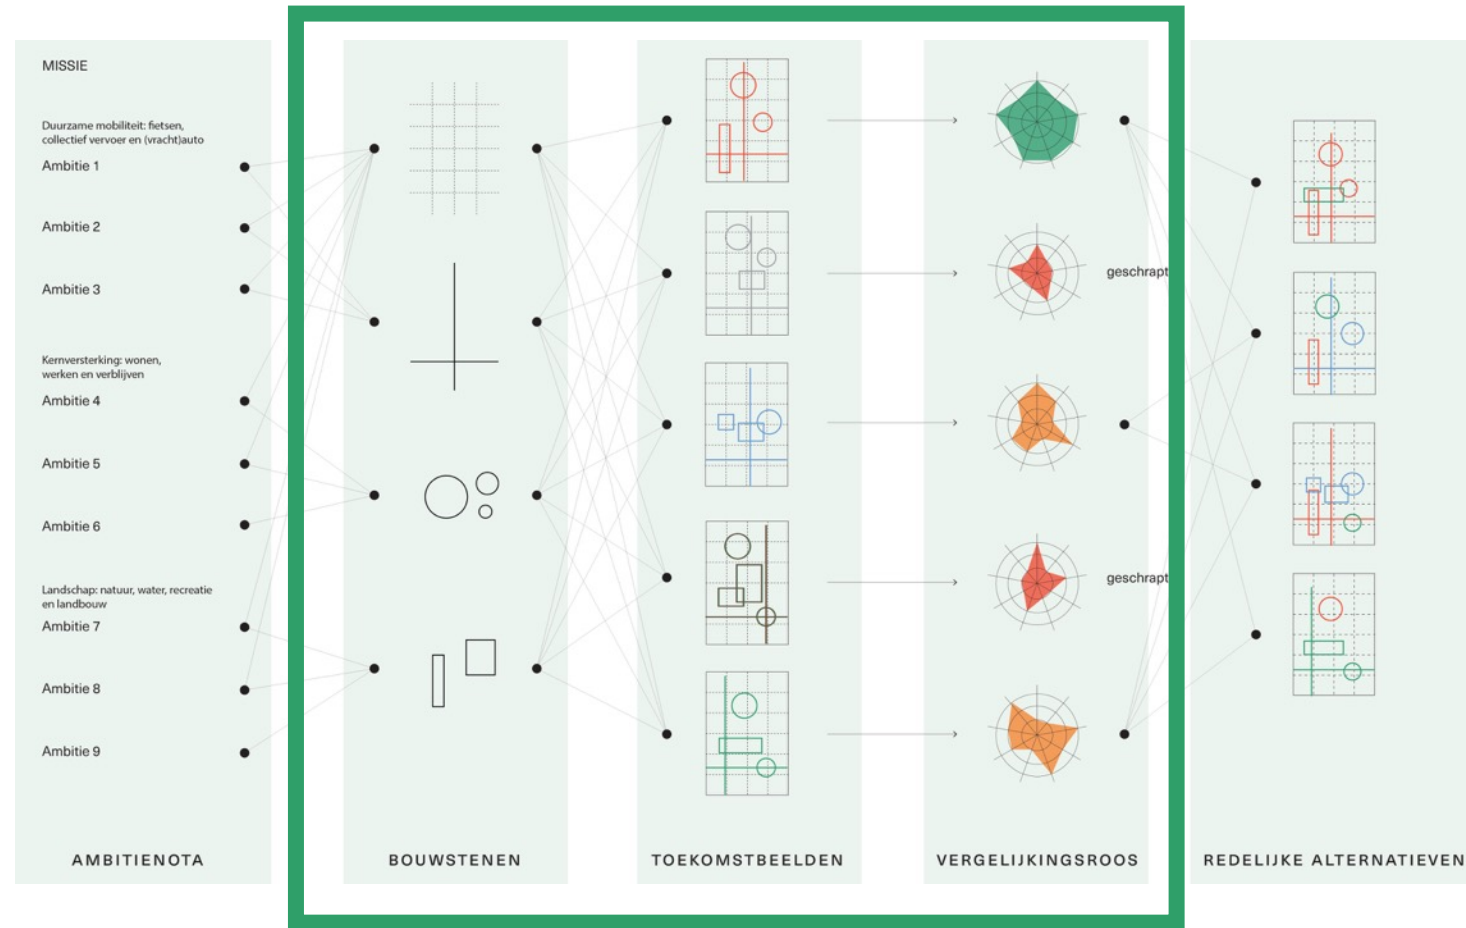 MISSIE
Duurzame mobiliteit: fietsen,
collectief vervoer en (vracht)auto
Ambitie 1
Ambitie 2
Ambitie 3
Kernversterking: wonen,
werken en verblijven
Ambitie 4
Ambitie 5
Ambitie 6
Landschap: natuur, water, recreatie
en landbouw
Ambitie 7
Ambitie 8
Ambitie 9
AMBITIENOTA
BOUWSTENEN
TOEKOMSTBEELDEN
geschrapt
geschrapt
VERGELIJKINGSROOS
REDELIJKE ALTERNATIEVEN